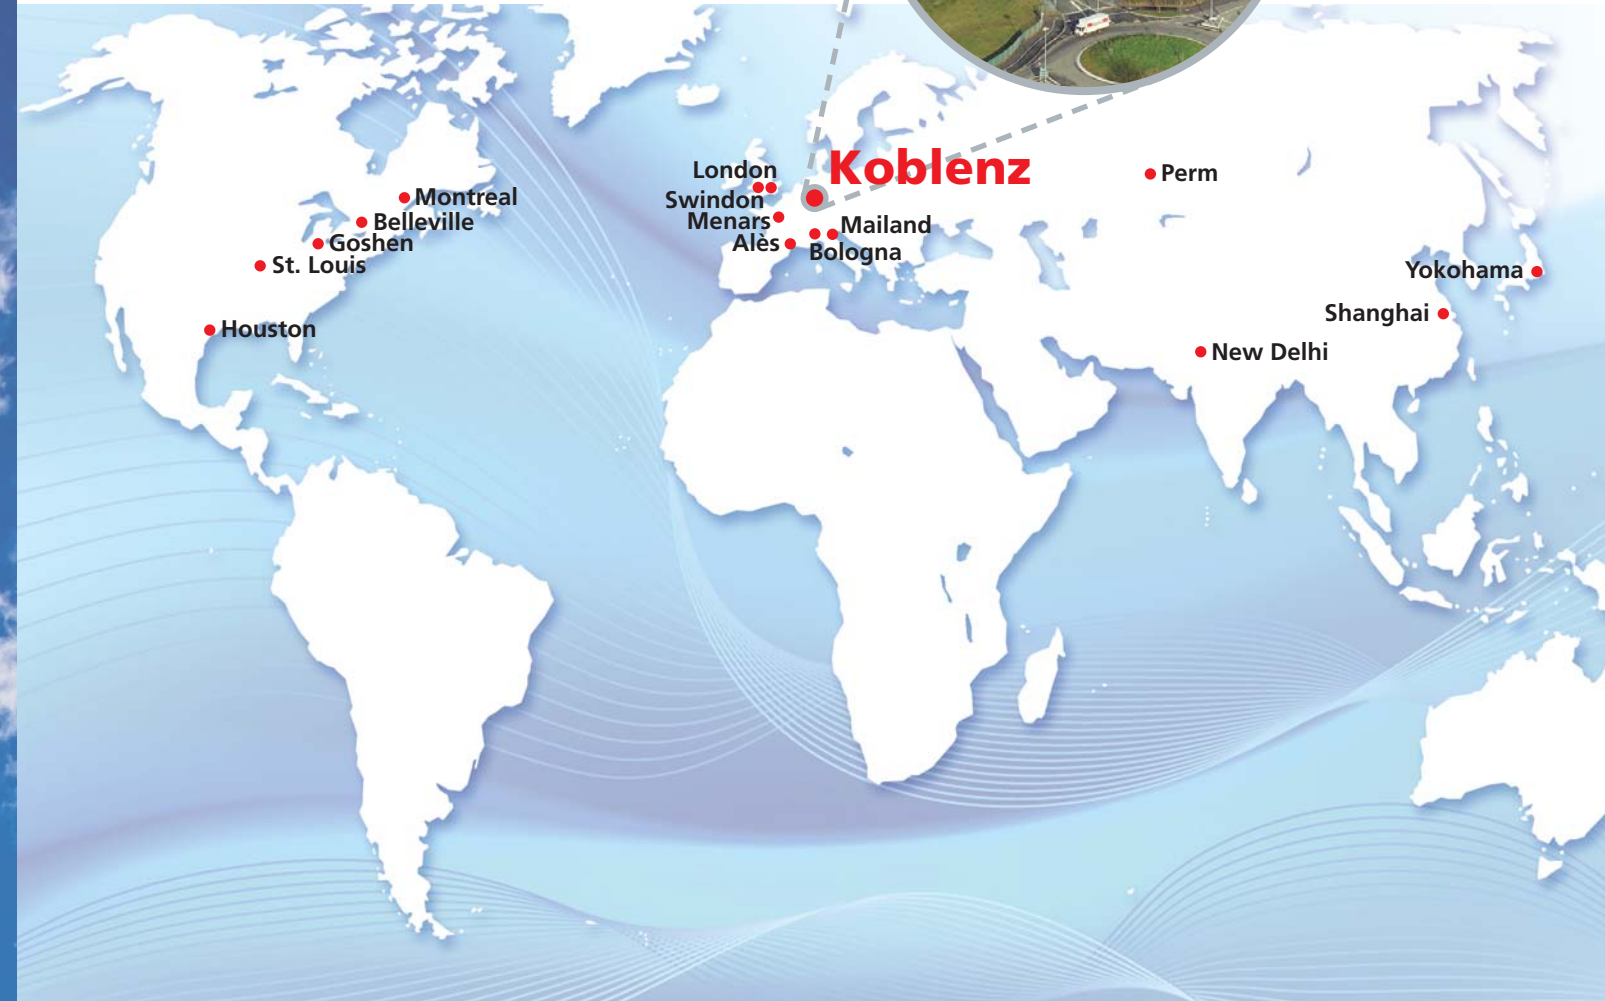 Koblenz
London
Swindon
Menars
Alès
Mailand
Bologna
Perm
Montreal
Belleville
Goshen
St. Louis
Houston
Yokohama
Shanghai
New Delhi